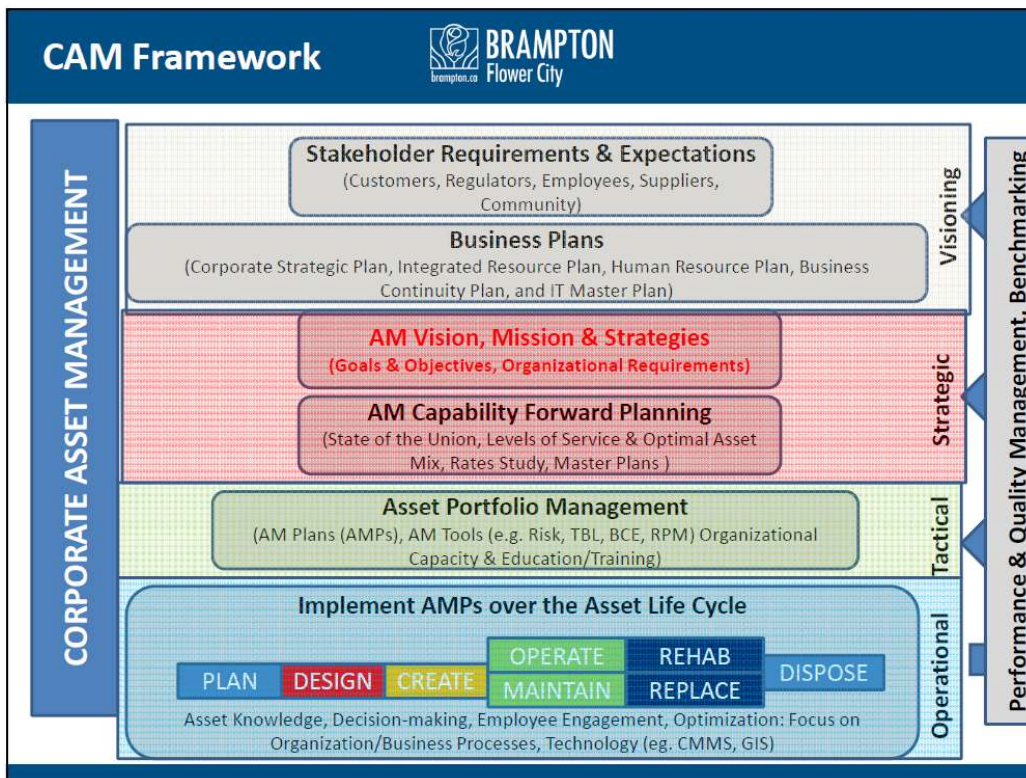 CAM Framework
BRAMPTON
brampton.ca
Flower City
CORPORATE ASSET MANAGEMENT
Stakeholder Requirements & Expectations
(Customers, Regulators, Employees, Suppliers,
Community)
Business Plans
(Corporate Strategic Plan, Integrated Resource Plan, Human Resource Plan, Business
Continuity Plan, and IT Master Plan)
Visioning
AM Vision, Mission & Strategies
(Goals & Objectives, Organizational Requirements)
AM Capability Forward Planning
(State of the Union, Levels of Service & Optimal Asset
Mix, Rates Study, Master Plans )
Strategic
Asset Portfolio Management
(AM Plans (AMPs), AM Tools (e.g. Risk, TBL, BCE, RPM) Organizational
Capacity & Education/Training)
Tactical
Implement AMPs over the Asset Life Cycle
PLAN
DESIGN
CREATE
OPERATE
MAINTAIN
REHAB
REPLACE
DISPOSE
Asset Knowledge, Decision-making, Employee Engagement, Optimization: Focus on
Organization/Business Processes, Technology (eg. CMMS, GIS)
Operational
Performance & Quality Management, Benchmarking